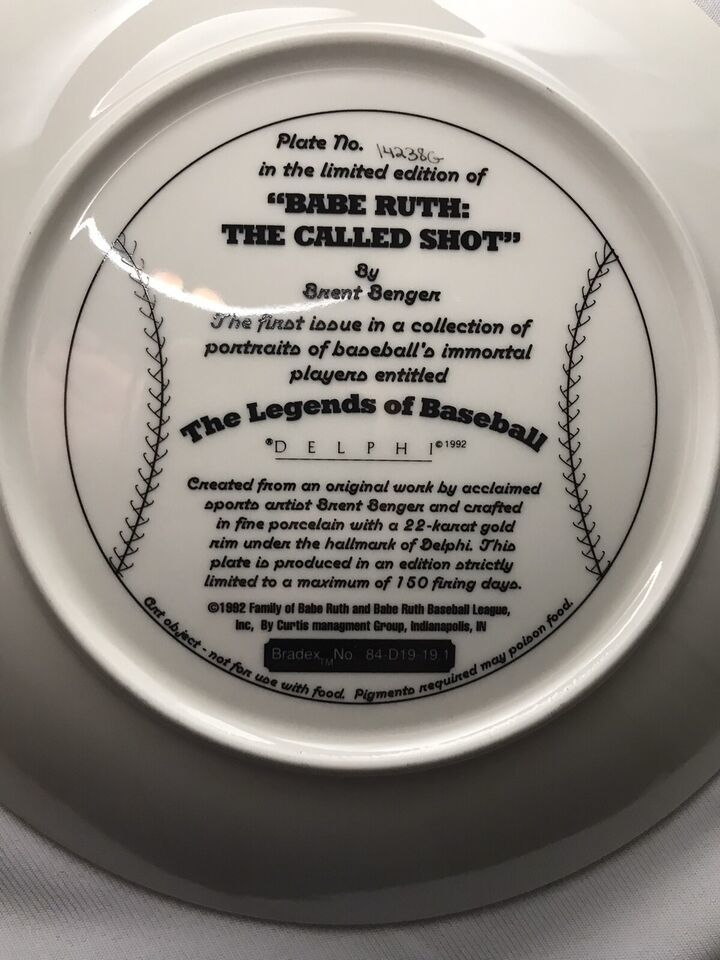 Plate No. 14238G
in the limited edition of
“BABE RUTH:
THE CALLED SHOT”
By
Brent Benger
The first issue in a collection of
portraits of baseball's immortal
players entitled
The Legends of Baseball
®DELPHI©1992
Created from an original work by acclaimed
sports artist Brent Benger and crafted
in fine porcelain with a 22-karat gold
rim under the hallmark of Delphi. This
plate is produced in an edition strictly
limited to a maximum of 150 firing days.
©1992 Family of Babe Ruth and Babe Ruth Baseball League,
Inc, By Curtis managment Group, Indianapolis, IN
Bradex™ No. 84-D19-19.1
Art object - not for use with food. Pigments required may poison food.